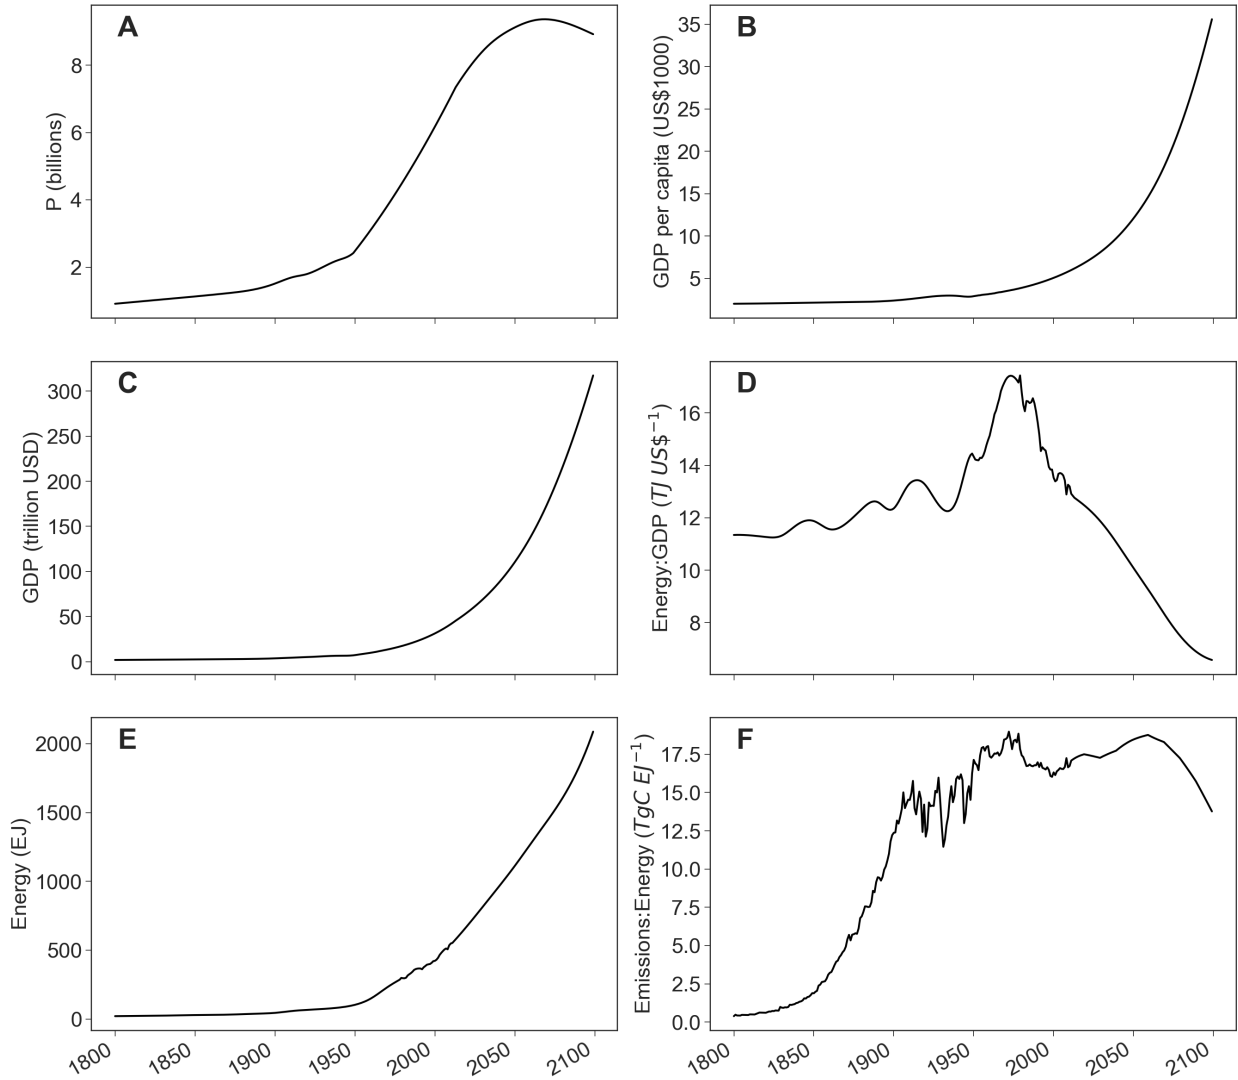 A
P (billions)
8
6
4
2
B
GDP per capita (US$1000)
35
30
25
20
15
10
5
C
GDP (trillion USD)
300
250
200
150
100
50
0
D
Energy:GDP (TJ US$⁻¹)
16
14
12
10
8
E
Energy (EJ)
2000
1500
1000
500
0
1800 1850 1900 1950 2000 2050 2100
F
Emissions:Energy (TgC EJ⁻¹)
17.5
15.0
12.5
10.0
7.5
5.0
2.5
0.0
1800 1850 1900 1950 2000 2050 2100